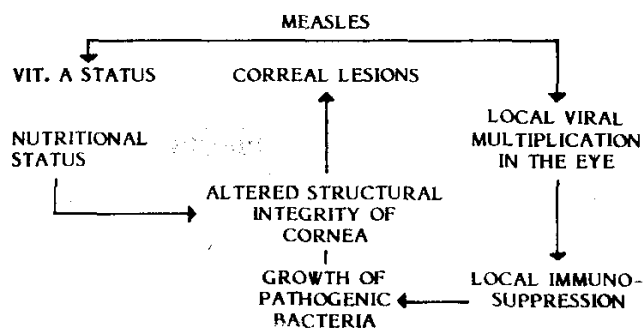 MEASLES
VIT. A STATUS
CORREAL LESIONS
LOCAL VIRAL
MULTIPLICATION
IN THE EYE
NUTRITIONAL
STATUS
ALTERED STRUCTURAL
INTEGRITY OF
CORNEA
GROWTH OF
PATHOGENIC
BACTERIA
LOCAL IMMUNO-
SUPPRESSION